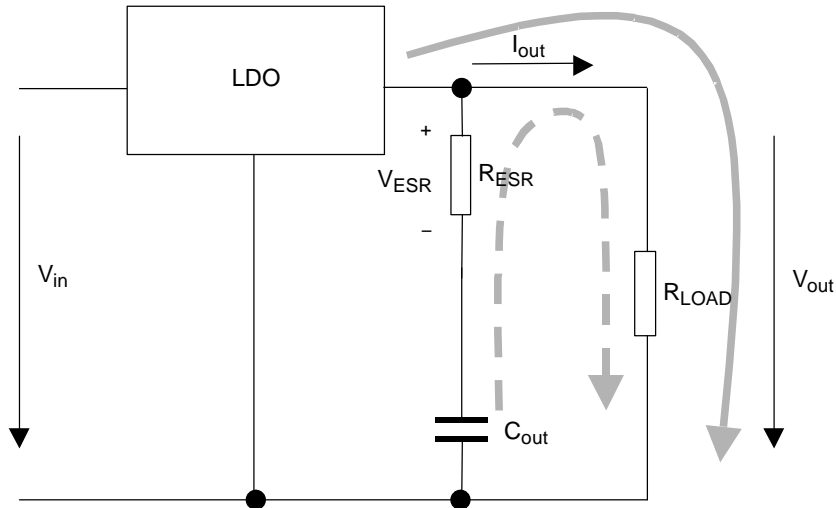 I_out
LDO
+
V_ESR R_ESR
−
V_in
R_LOAD
V_out
C_out